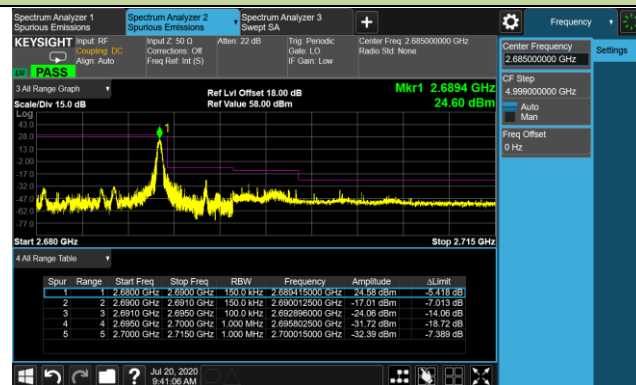 Spectrum Analyzer 1
Spurious Emissions
Spectrum Analyzer 2
Spurious Emissions
Spectrum Analyzer 3
Swept SA
Frequency
KEYSIGHT
Input: RF
Coupling: DC
Align: Auto
Input Z: 50 Ω
Corrections: Off
Freq Ref: Int (S)
Atten: 22 dB
Trig: Periodic
Gate: LO
IF Gain: Low
Center Freq: 2.685000000 GHz
Radio Std: None
PASS
Center Frequency
2.685000000 GHz
Settings
CF Step
4.999000000 GHz
Auto
Man
Freq Offset
0 Hz
3 All Range Graph
Scale/Div 15.0 dB
Ref Lvl Offset 18.00 dB
Ref Value 58.00 dBm
Mkr1 2.6894 GHz
24.60 dBm
Log
43.0
28.0
13.0
-2.00
-17.0
-32.0
-47.0
-62.0
-77.0
1
Start 2.680 GHz
Stop 2.715 GHz
4 All Range Table
Spur Range Start Freq Stop Freq RBW Frequency Amplitude ΔLimit
1 1 2.6800 GHz 2.6900 GHz 150.0 kHz 2.689415000 GHz 24.58 dBm -5.418 dB
2 2 2.6900 GHz 2.6910 GHz 150.0 kHz 2.690012500 GHz -17.01 dBm -7.013 dB
3 3 2.6910 GHz 2.6950 GHz 100.0 kHz 2.692896000 GHz -24.06 dBm -14.06 dB
4 4 2.6950 GHz 2.7000 GHz 1.000 MHz 2.695802500 GHz -31.72 dBm -18.72 dB
5 5 2.7000 GHz 2.7150 GHz 1.000 MHz 2.700015000 GHz -32.39 dBm -7.389 dB
Jul 20, 2020
9:41:06 AM